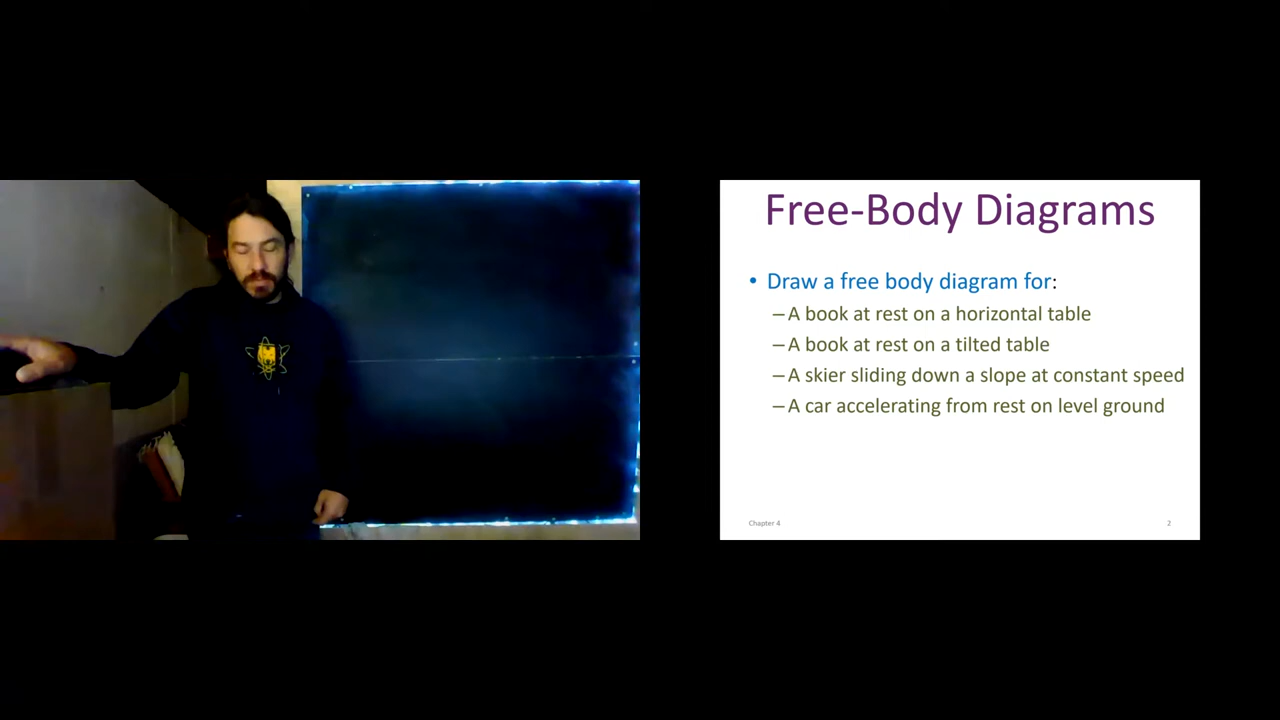 Free-Body Diagrams
• Draw a free body diagram for:
–A book at rest on a horizontal table
–A book at rest on a tilted table
–A skier sliding down a slope at constant speed
–A car accelerating from rest on level ground
Chapter 4
2